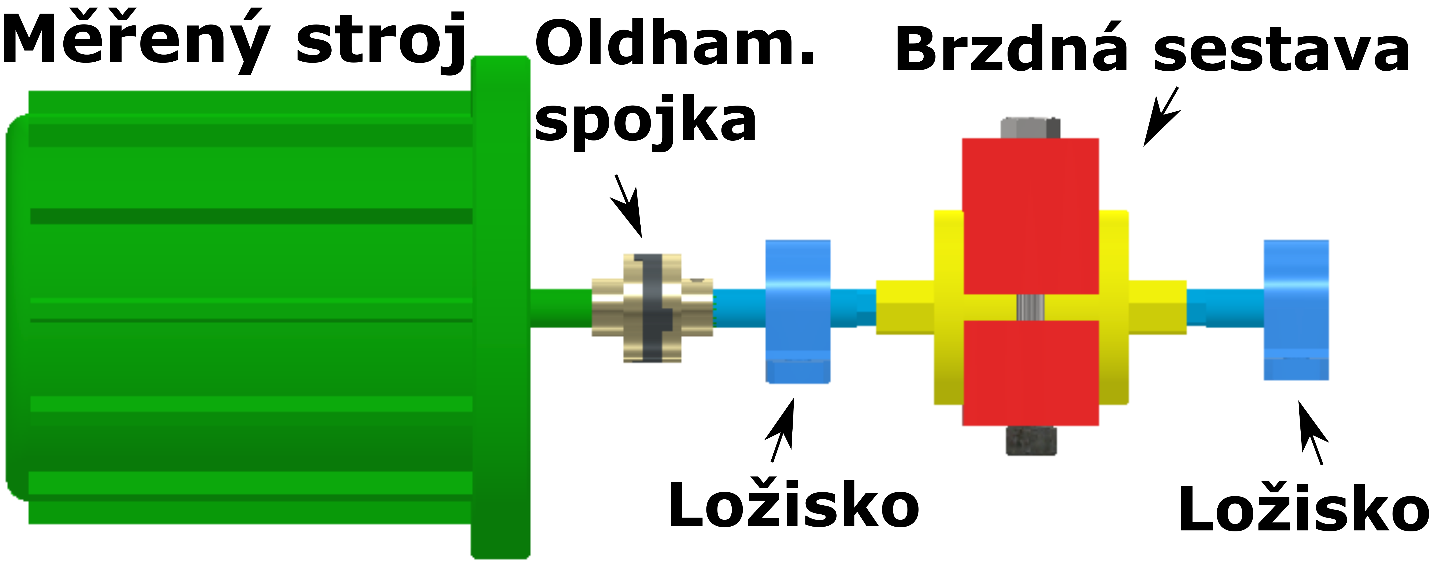 Měřený stroj
Oldham.
spojka
Brzdná sestava
Ložisko
Ložisko